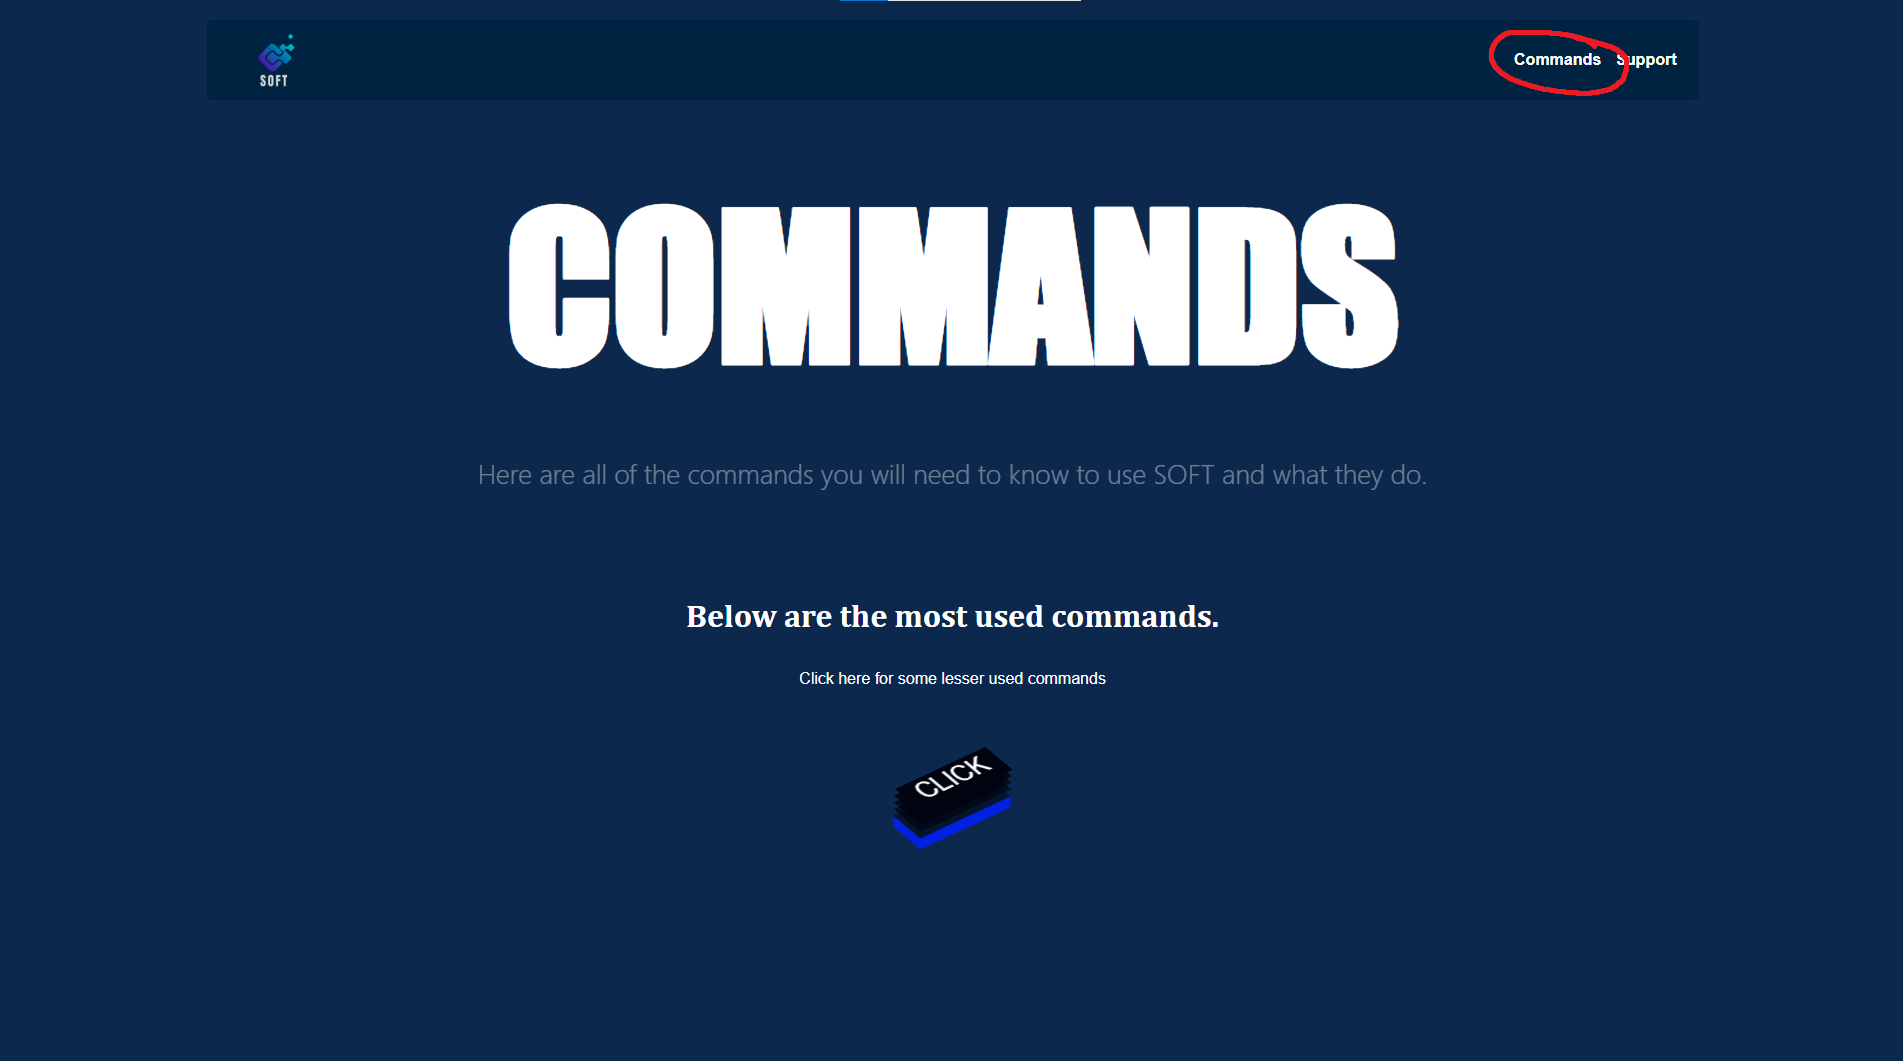 SOFT
Commands Support
COMMANDS
Here are all of the commands you will need to know to use SOFT and what they do.
Below are the most used commands.
Click here for some lesser used commands
CLICK